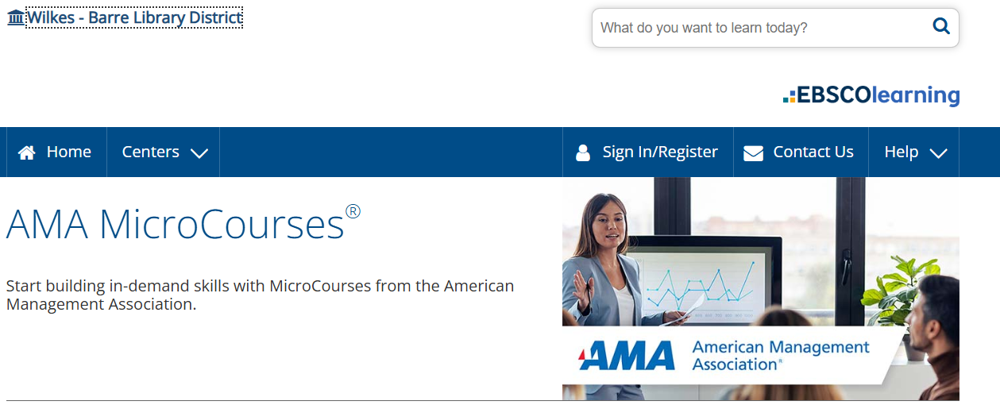 Wilkes - Barre Library District
What do you want to learn today?
EBSCOlearning
Home
Centers
Sign In/Register
Contact Us
Help
AMA MicroCourses®
Start building in-demand skills with MicroCourses from the American
Management Association.
AMA
American Management
Association®